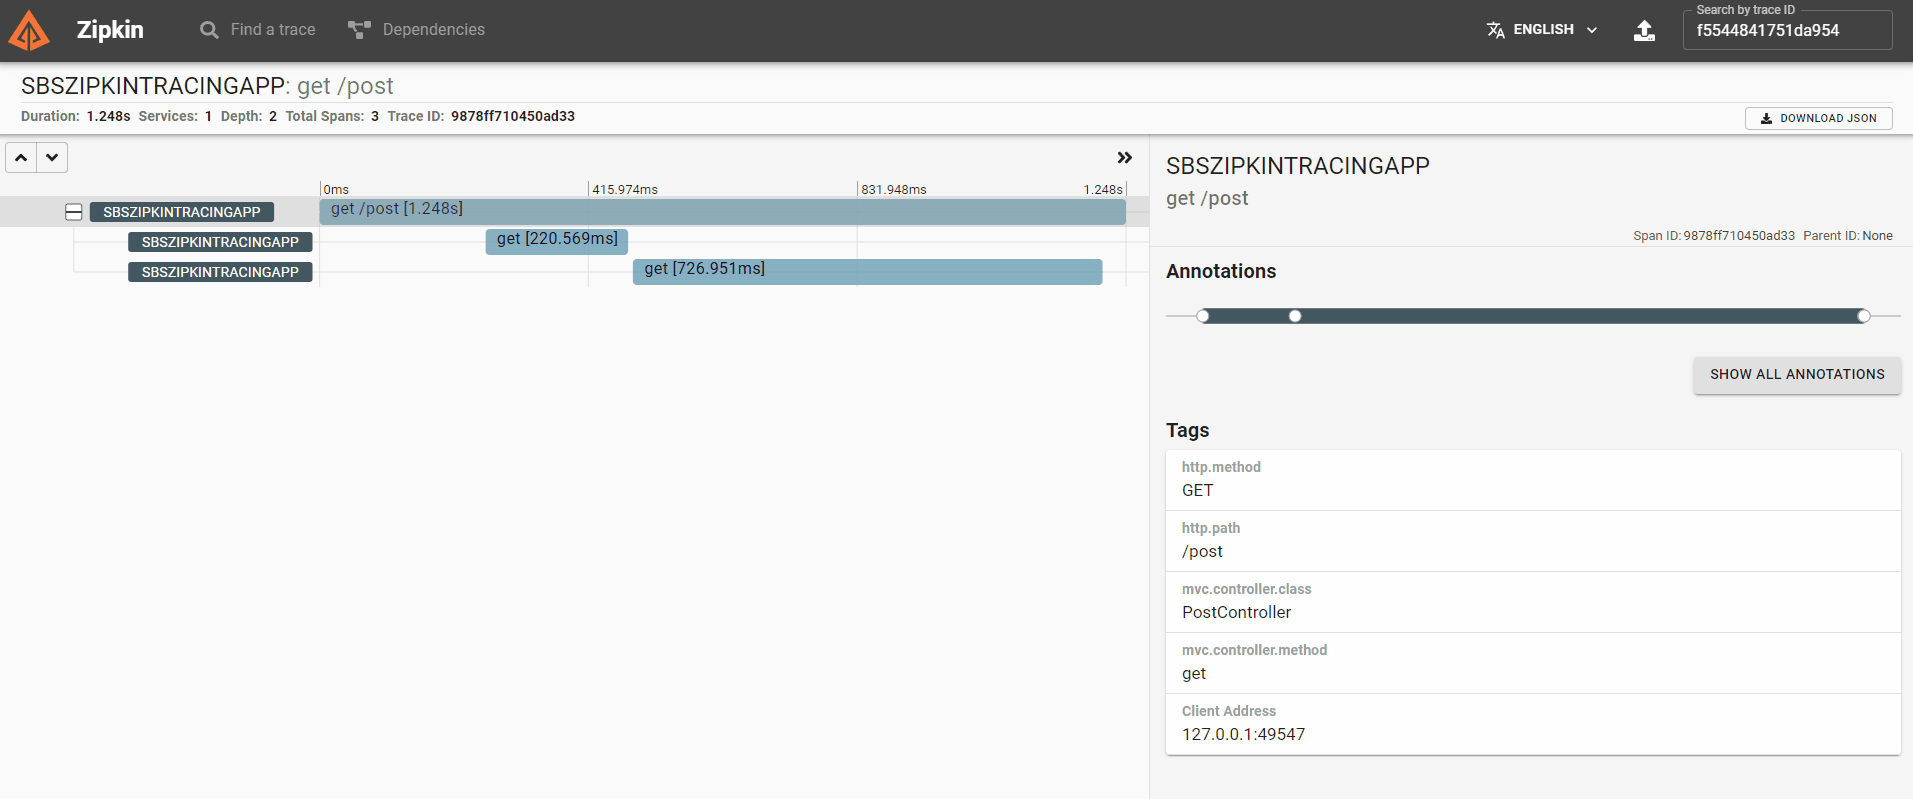 Zipkin
Find a trace
Dependencies
ENGLISH
Search by trace ID
f5544841751da954
SBSZIPKINTRACINGAPP: get /post
Duration: 1.248s Services: 1 Depth: 2 Total Spans: 3 Trace ID: 9878ff710450ad33
DOWNLOAD JSON
0ms
415.974ms
831.948ms
1.248s
SBSZIPKINTRACINGAPP
get /post [1.248s]
SBSZIPKINTRACINGAPP
get [220.569ms]
SBSZIPKINTRACINGAPP
get [726.951ms]
SBSZIPKINTRACINGAPP
get /post
Span ID: 9878ff710450ad33 Parent ID: None
Annotations
SHOW ALL ANNOTATIONS
Tags
http.method
GET
http.path
/post
mvc.controller.class
PostController
mvc.controller.method
get
Client Address
127.0.0.1:49547